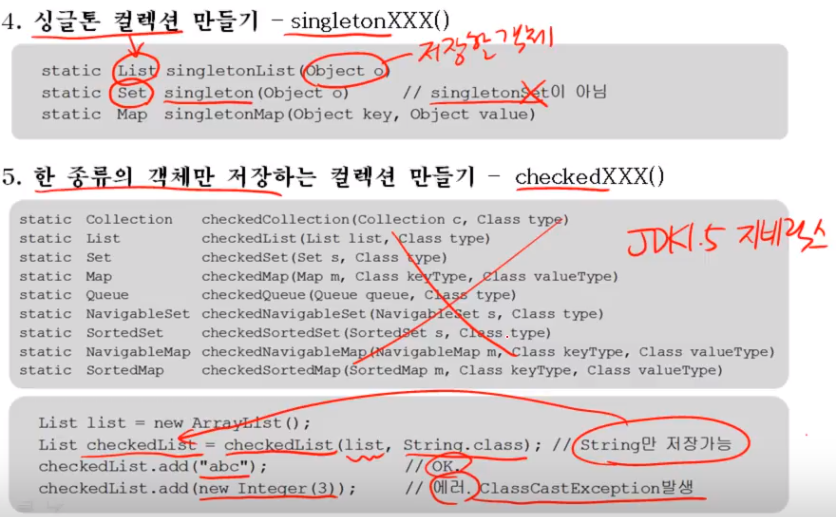 4. 싱글톤 컬렉션 만들기 - singletonXXX()
저장할 객체
static List singletonList(Object o)
static Set singleton(Object o) // singletonSet이 아님
static Map singletonMap(Object key, Object value)
5. 한 종류의 객체만 저장하는 컬렉션 만들기 - checkedXXX()
static Collection checkedCollection(Collection c, Class type)
static List checkedList(List list, Class type)
static Set checkedSet(Set s, Class type)
static Map checkedMap(Map m, Class keyType, Class valueType)
static Queue checkedQueue(Queue queue, Class type)
static NavigableSet checkedNavigableSet(NavigableSet s, Class type)
static SortedSet checkedSortedSet(SortedSet s, Class type)
static NavigableMap checkedNavigableMap(NavigableMap m, Class keyType, Class valueType)
static SortedMap checkedSortedMap(SortedMap m, Class keyType, Class valueType)
JDK1.5 지네릭스
List list = new ArrayList();
List checkedList = checkedList(list, String.class); // String만 저장가능
checkedList.add("abc"); // OK.
checkedList.add(new Integer(3)); // 에러. ClassCastException발생